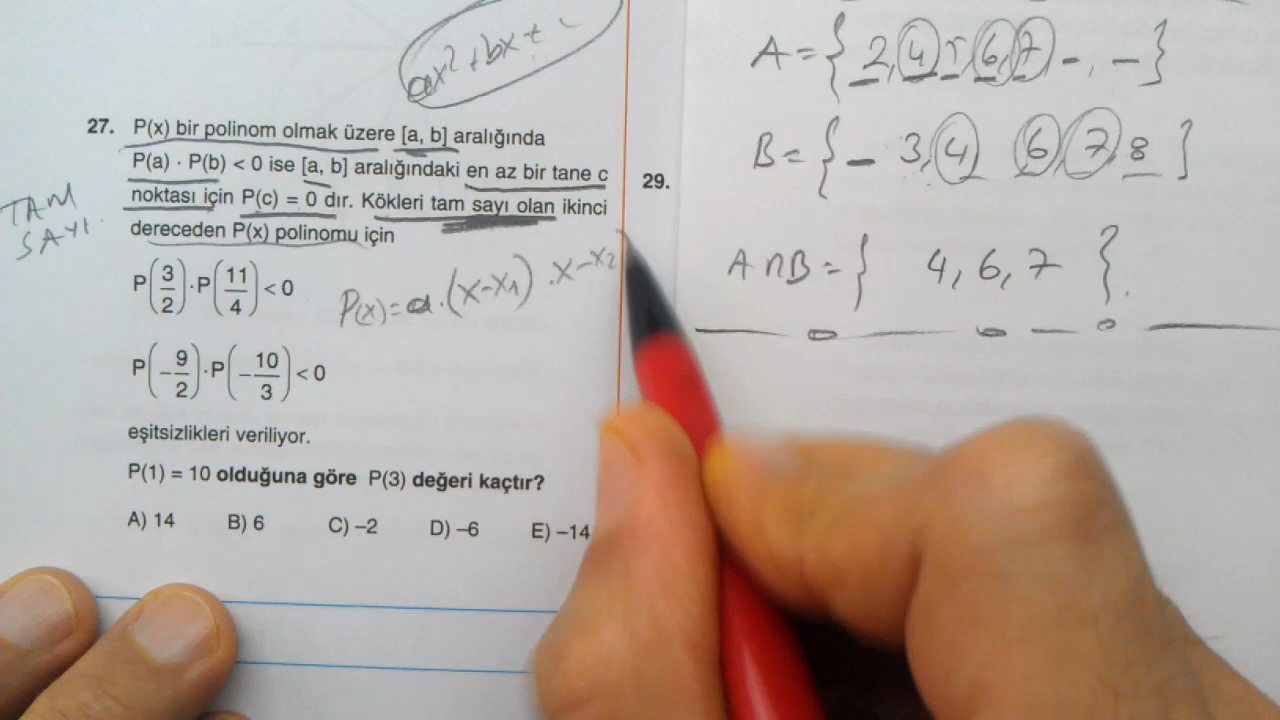 ax² + bx +
27. P(x) bir polinom olmak üzere [a, b] aralığında
P(a) · P(b) < 0 ise [a, b] aralığındaki en az bir tane c
noktası için P(c) = 0 dır. Kökleri tam sayı olan ikinci
dereceden P(x) polinomu için
TAM
SAYI
P(3/2) · P(11/4) < 0
P(x) = a · (x - x₁) · x - x₂
P(-9/2) · P(-10/3) < 0
eşitsizlikleri veriliyor.
P(1) = 10 olduğuna göre P(3) değeri kaçtır?
A) 14 B) 6 C) –2 D) –6 E) –14
A = { 2, 4, 5, 6, 7, -, - }
B = { - 3, 4 6, 7, 8 }
29.
A ∩ B = { 4, 6, 7 }